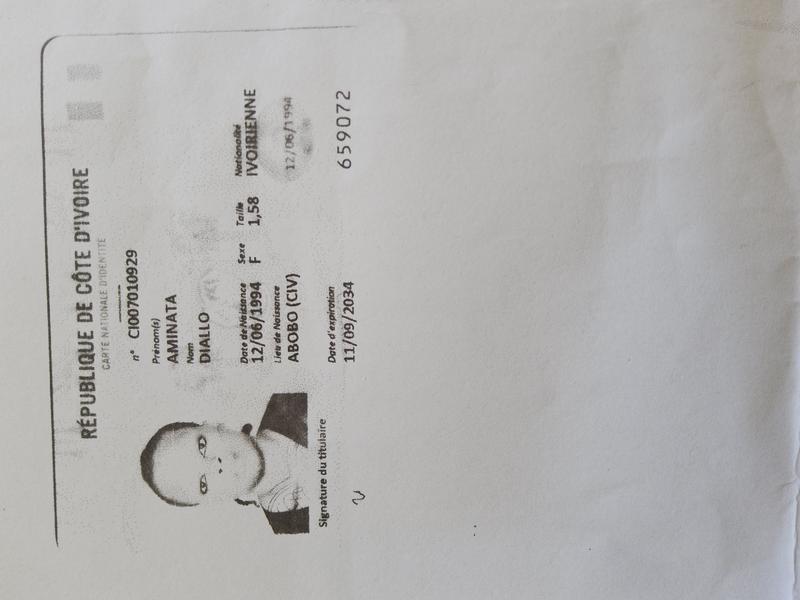 RÉPUBLIQUE DE CÔTE D'IVOIRE
CARTE NATIONALE D'IDENTITE
n° CI007010929
Prénom(s)
AMINATA
Nom
DIALLO
Date de Naissance Sexe Taille Nationalité
12/06/1994 F 1,58 IVOIRIENNE
Lieu de Naissance
ABOBO (CIV) 12/06/1994
Date d'expiration
11/09/2034 659072
Signature du titulaire